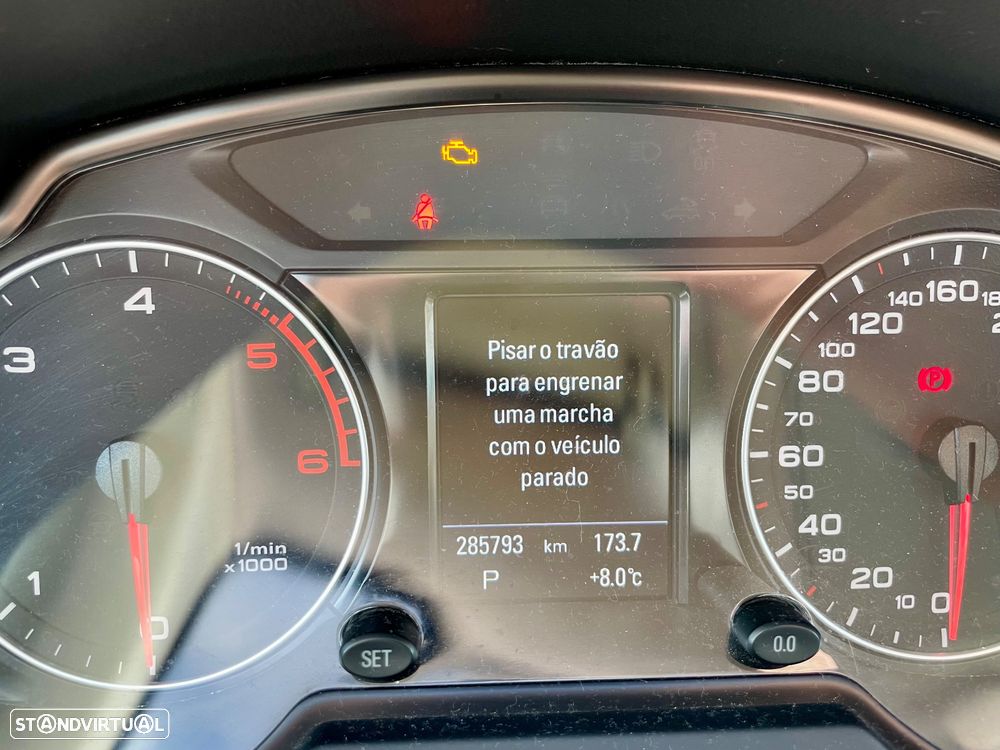 Pisar o travão
para engrenar
uma marcha
com o veículo
parado
285793 km 173.7
P +8.0°c
0
1
3
4
5
6
1/min
x1000
0
10
20
30
40
50
60
70
80
100
120
140
160
P
SET
0.0
STANDVIRTUAL